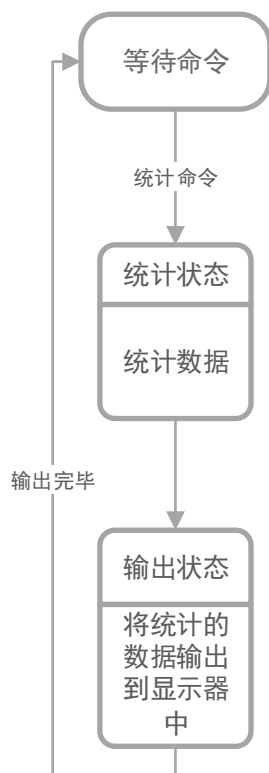 等待命令
统计命令
统计状态
统计数据
输出完毕
输出状态
将统计的
数据输出
到显示器
中